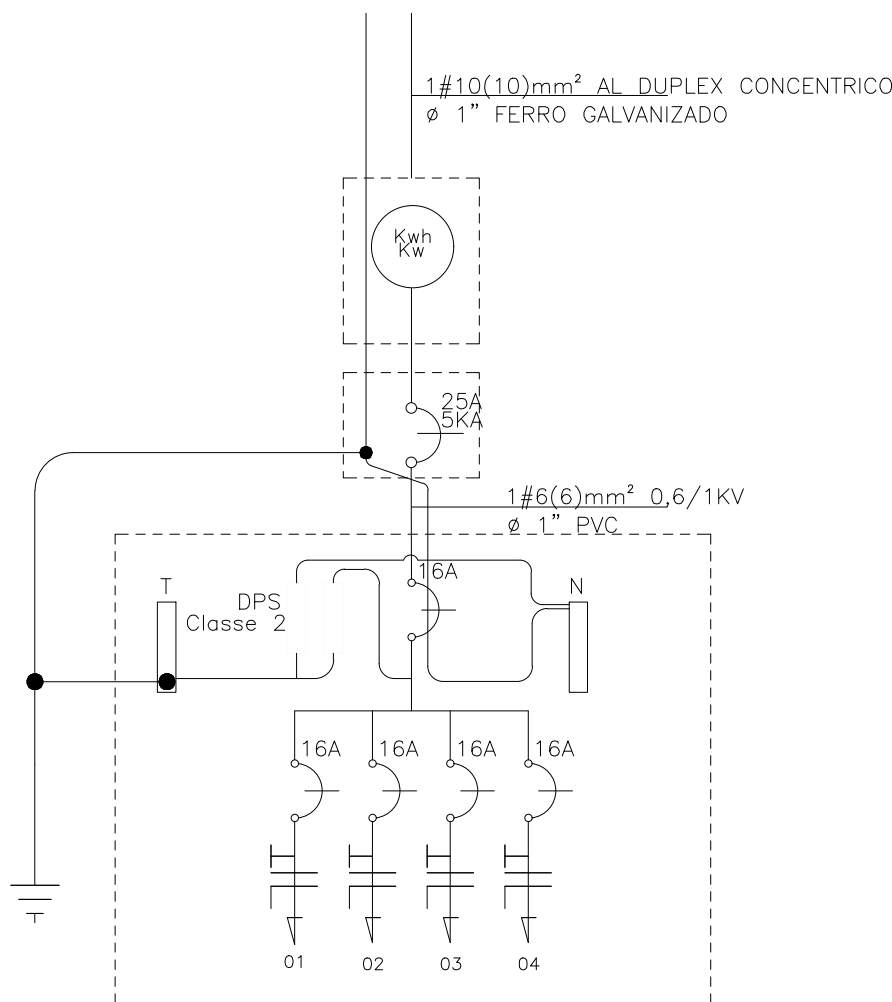 1#10(10)mm² AL DUPLEX CONCENTRICO
ø 1" FERRO GALVANIZADO
Kwh
Kw
25A
5KA
1#6(6)mm² 0,6/1KV
ø 1" PVC
16A
T
DPS
Classe 2
N
16A 16A 16A 16A
01 02 03 04